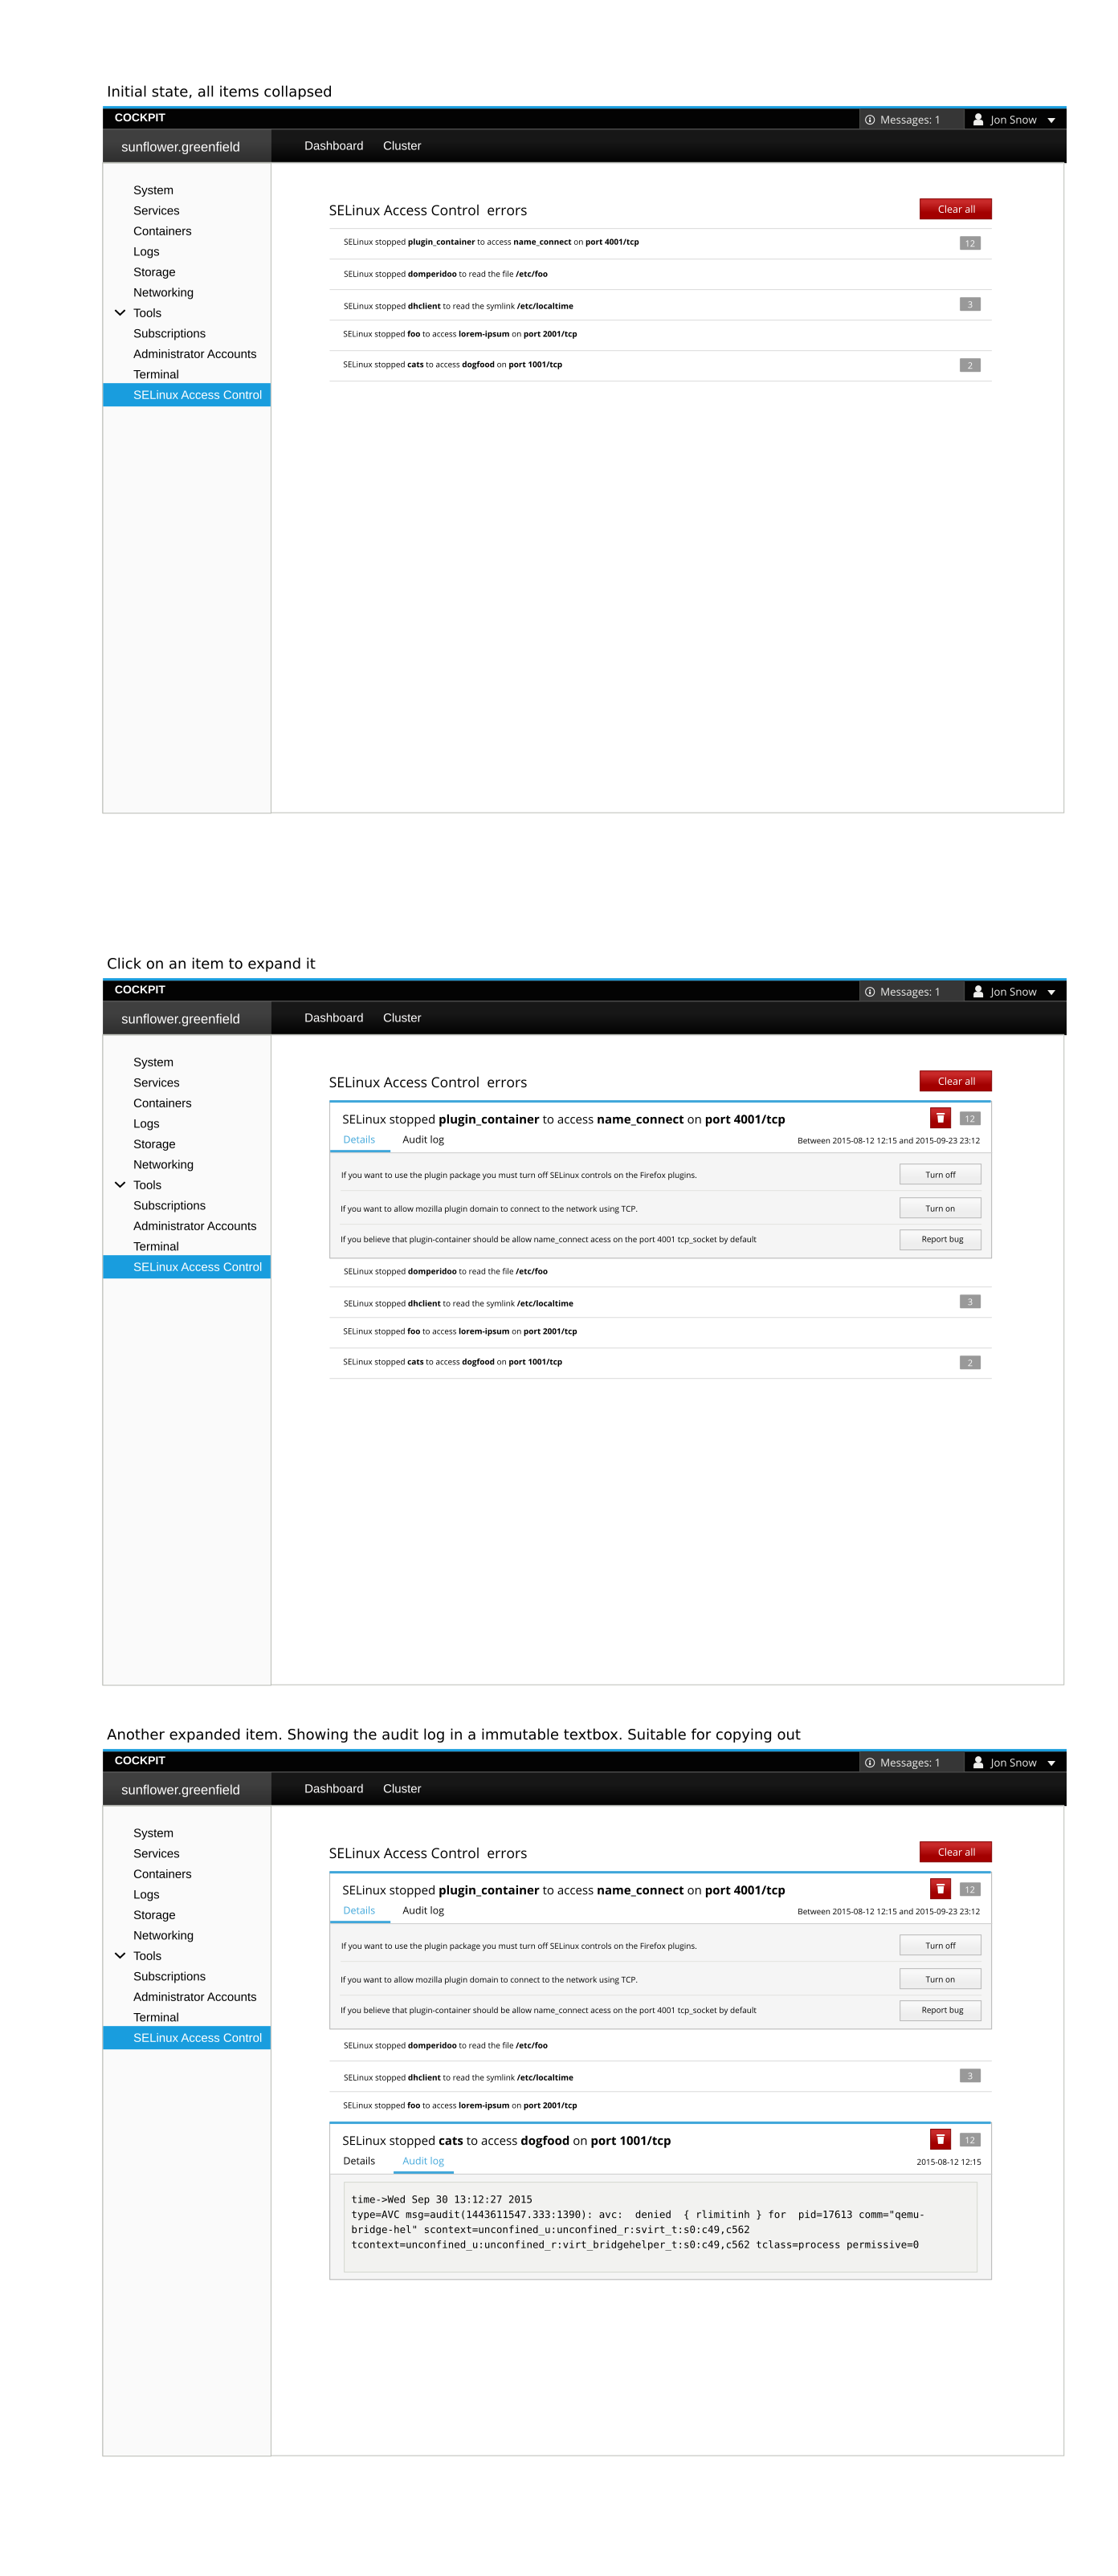 Initial state, all items collapsed
COCKPIT
Messages: 1
Jon Snow
sunflower.greenfield
Dashboard
Cluster
System
Services
Containers
Logs
Storage
Networking
Tools
Subscriptions
Administrator Accounts
Terminal
SELinux Access Control
SELinux Access Control errors
Clear all
SELinux stopped plugin_container to access name_connect on port 4001/tcp
12
SELinux stopped domperidoo to read the file /etc/foo
SELinux stopped dhclient to read the symlink /etc/localtime
3
SELinux stopped foo to access lorem-ipsum on port 2001/tcp
SELinux stopped cats to access dogfood on port 1001/tcp
2
Click on an item to expand it
COCKPIT
Messages: 1
Jon Snow
sunflower.greenfield
Dashboard
Cluster
System
Services
Containers
Logs
Storage
Networking
Tools
Subscriptions
Administrator Accounts
Terminal
SELinux Access Control
SELinux Access Control errors
Clear all
SELinux stopped plugin_container to access name_connect on port 4001/tcp
12
Details
Audit log
Between 2015-08-12 12:15 and 2015-09-23 23:12
If you want to use the plugin package you must turn off SELinux controls on the Firefox plugins.
Turn off
If you want to allow mozilla plugin domain to connect to the network using TCP.
Turn on
If you believe that plugin-container should be allow name_connect acess on the port 4001 tcp_socket by default
Report bug
SELinux stopped domperidoo to read the file /etc/foo
SELinux stopped dhclient to read the symlink /etc/localtime
3
SELinux stopped foo to access lorem-ipsum on port 2001/tcp
SELinux stopped cats to access dogfood on port 1001/tcp
2
Another expanded item. Showing the audit log in a immutable textbox. Suitable for copying out
COCKPIT
Messages: 1
Jon Snow
sunflower.greenfield
Dashboard
Cluster
System
Services
Containers
Logs
Storage
Networking
Tools
Subscriptions
Administrator Accounts
Terminal
SELinux Access Control
SELinux Access Control errors
Clear all
SELinux stopped plugin_container to access name_connect on port 4001/tcp
12
Details
Audit log
Between 2015-08-12 12:15 and 2015-09-23 23:12
If you want to use the plugin package you must turn off SELinux controls on the Firefox plugins.
Turn off
If you want to allow mozilla plugin domain to connect to the network using TCP.
Turn on
If you believe that plugin-container should be allow name_connect acess on the port 4001 tcp_socket by default
Report bug
SELinux stopped domperidoo to read the file /etc/foo
SELinux stopped dhclient to read the symlink /etc/localtime
3
SELinux stopped foo to access lorem-ipsum on port 2001/tcp
SELinux stopped cats to access dogfood on port 1001/tcp
12
Details
Audit log
2015-08-12 12:15
time->Wed Sep 30 13:12:27 2015
type=AVC msg=audit(1443611547.333:1390): avc:  denied  { rlimitinh } for  pid=17613 comm="qemu-
bridge-hel" scontext=unconfined_u:unconfined_r:svirt_t:s0:c49,c562
tcontext=unconfined_u:unconfined_r:virt_bridgehelper_t:s0:c49,c562 tclass=process permissive=0